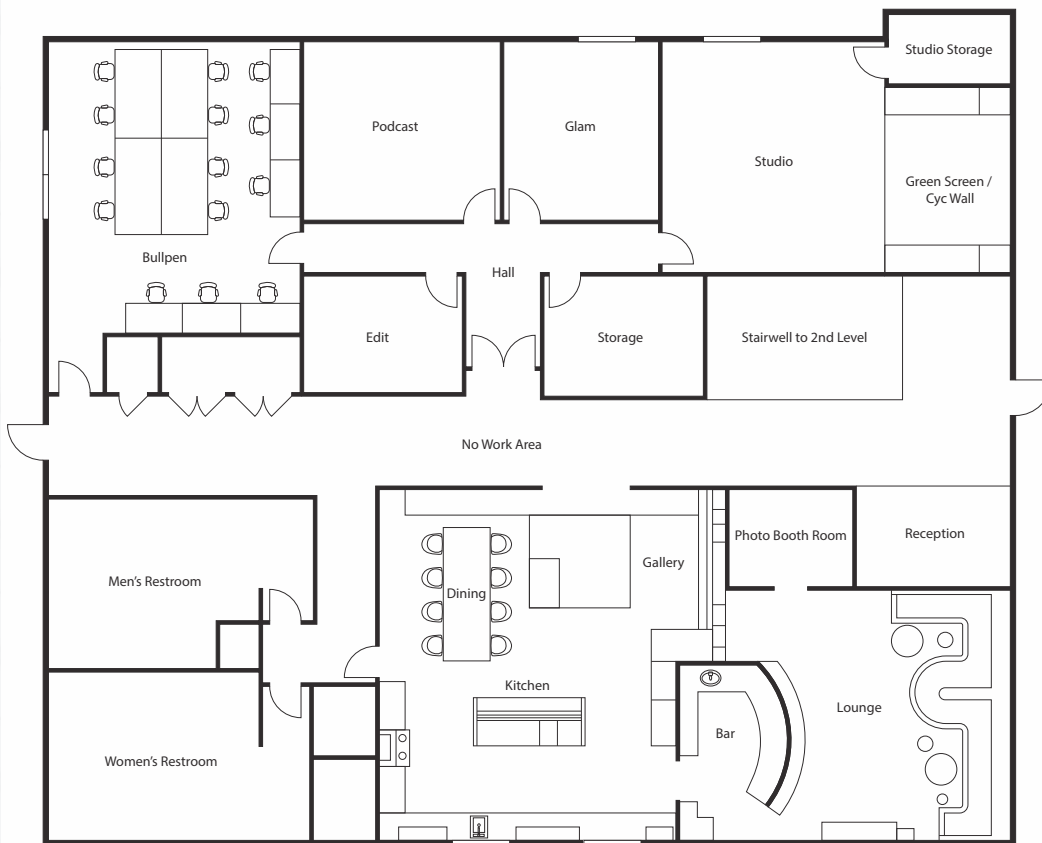 Studio Storage
Podcast
Glam
Studio
Green Screen /
Cyc Wall
Bullpen
Hall
Edit
Storage
Stairwell to 2nd Level
No Work Area
Photo Booth Room
Reception
Gallery
Men's Restroom
Dining
Kitchen
Lounge
Bar
Women's Restroom